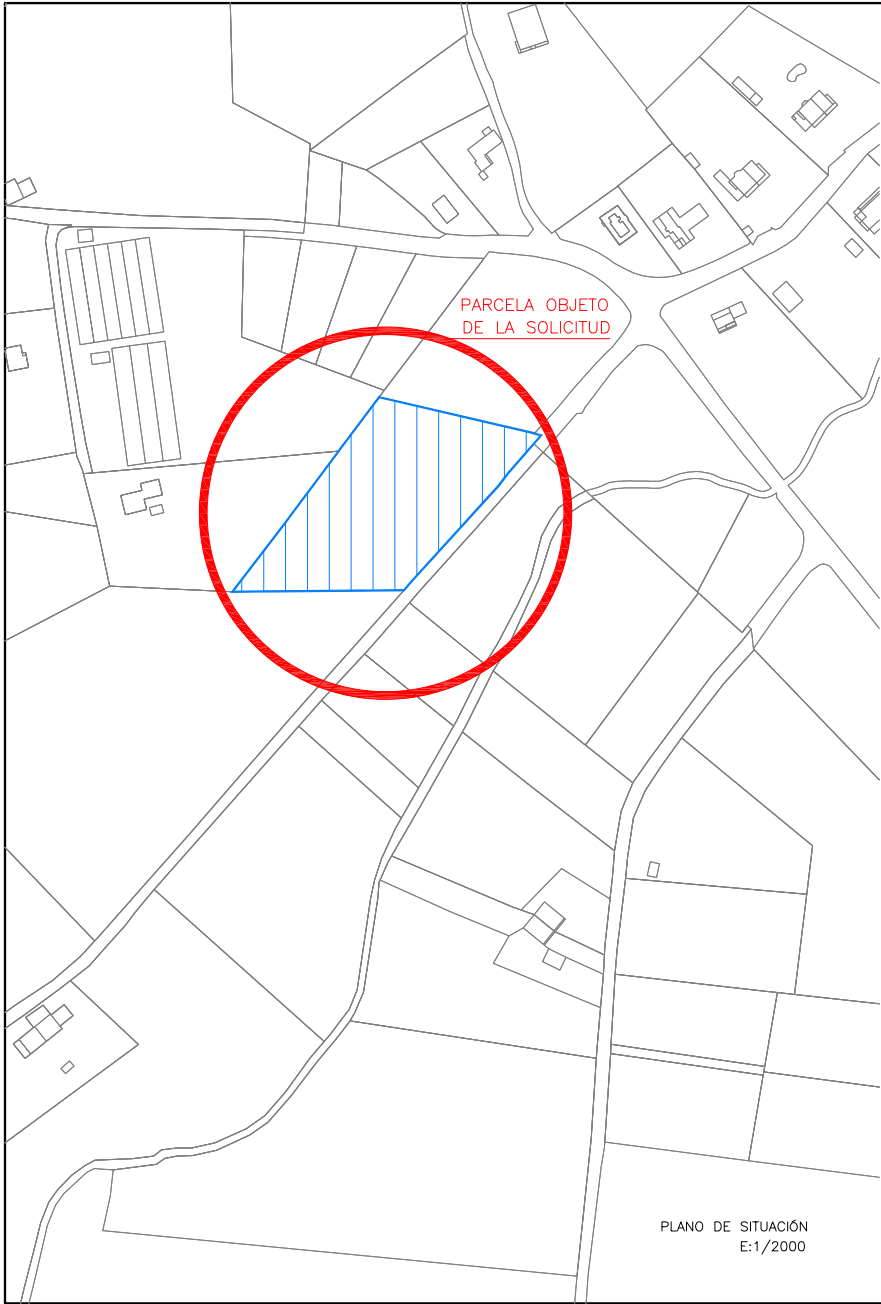 PARCELA OBJETO
DE LA SOLICITUD
PLANO DE SITUACIÓN
E:1/2000